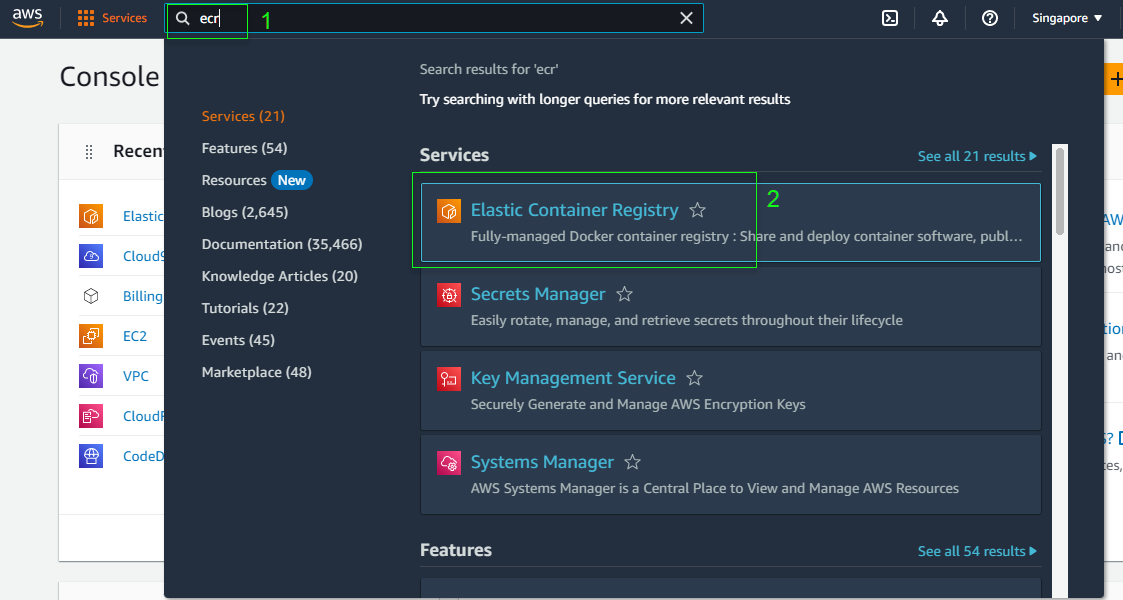 aws
Services
ecr
1
Singapore
Console
Search results for 'ecr'
Try searching with longer queries for more relevant results
Services (21)
Features (54)
Resources New
Blogs (2,645)
Documentation (35,466)
Knowledge Articles (20)
Tutorials (22)
Events (45)
Marketplace (48)
Services
See all 21 results
Elastic Container Registry
2
Fully-managed Docker container registry : Share and deploy container software, publ...
Secrets Manager
Easily rotate, manage, and retrieve secrets throughout their lifecycle
Key Management Service
Securely Generate and Manage AWS Encryption Keys
Systems Manager
AWS Systems Manager is a Central Place to View and Manage AWS Resources
Features
See all 54 results
Elastic
Billing
EC2
VPC